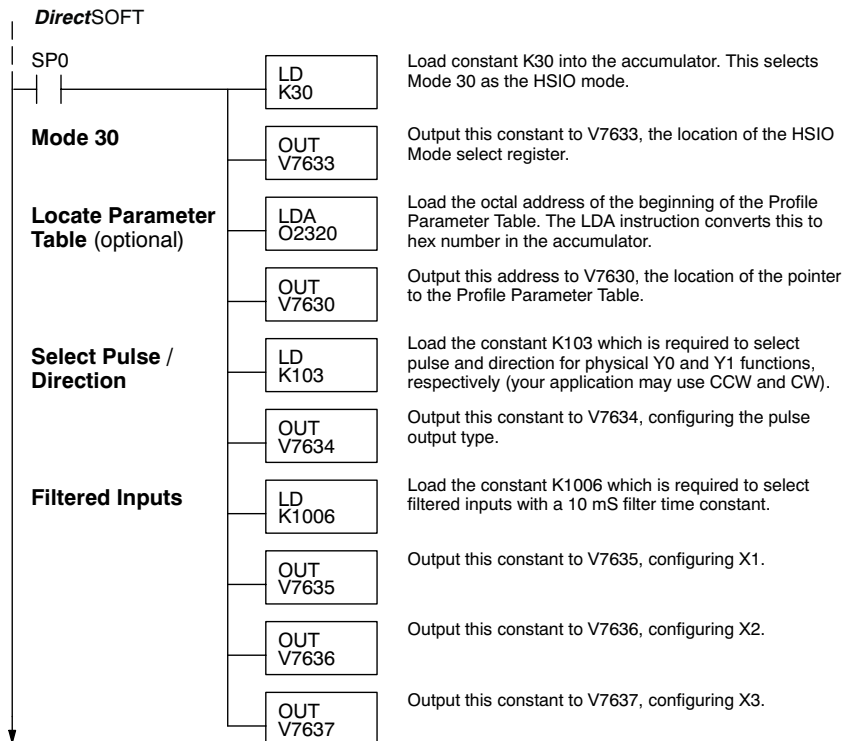 DirectSOFT
SP0
LD
K30
Load constant K30 into the accumulator. This selects
Mode 30 as the HSIO mode.
Mode 30
OUT
V7633
Output this constant to V7633, the location of the HSIO
Mode select register.
Locate Parameter
Table (optional)
LDA
O2320
Load the octal address of the beginning of the Profile
Parameter Table. The LDA instruction converts this to
hex number in the accumulator.
OUT
V7630
Output this address to V7630, the location of the pointer
to the Profile Parameter Table.
Select Pulse /
Direction
LD
K103
Load the constant K103 which is required to select
pulse and direction for physical Y0 and Y1 functions,
respectively (your application may use CCW and CW).
OUT
V7634
Output this constant to V7634, configuring the pulse
output type.
Filtered Inputs
LD
K1006
Load the constant K1006 which is required to select
filtered inputs with a 10 mS filter time constant.
OUT
V7635
Output this constant to V7635, configuring X1.
OUT
V7636
Output this constant to V7636, configuring X2.
OUT
V7637
Output this constant to V7637, configuring X3.